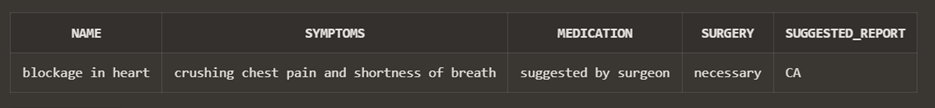 NAME SYMPTOMS MEDICATION SURGERY SUGGESTED_REPORT
blockage in heart crushing chest pain and shortness of breath suggested by surgeon necessary CA